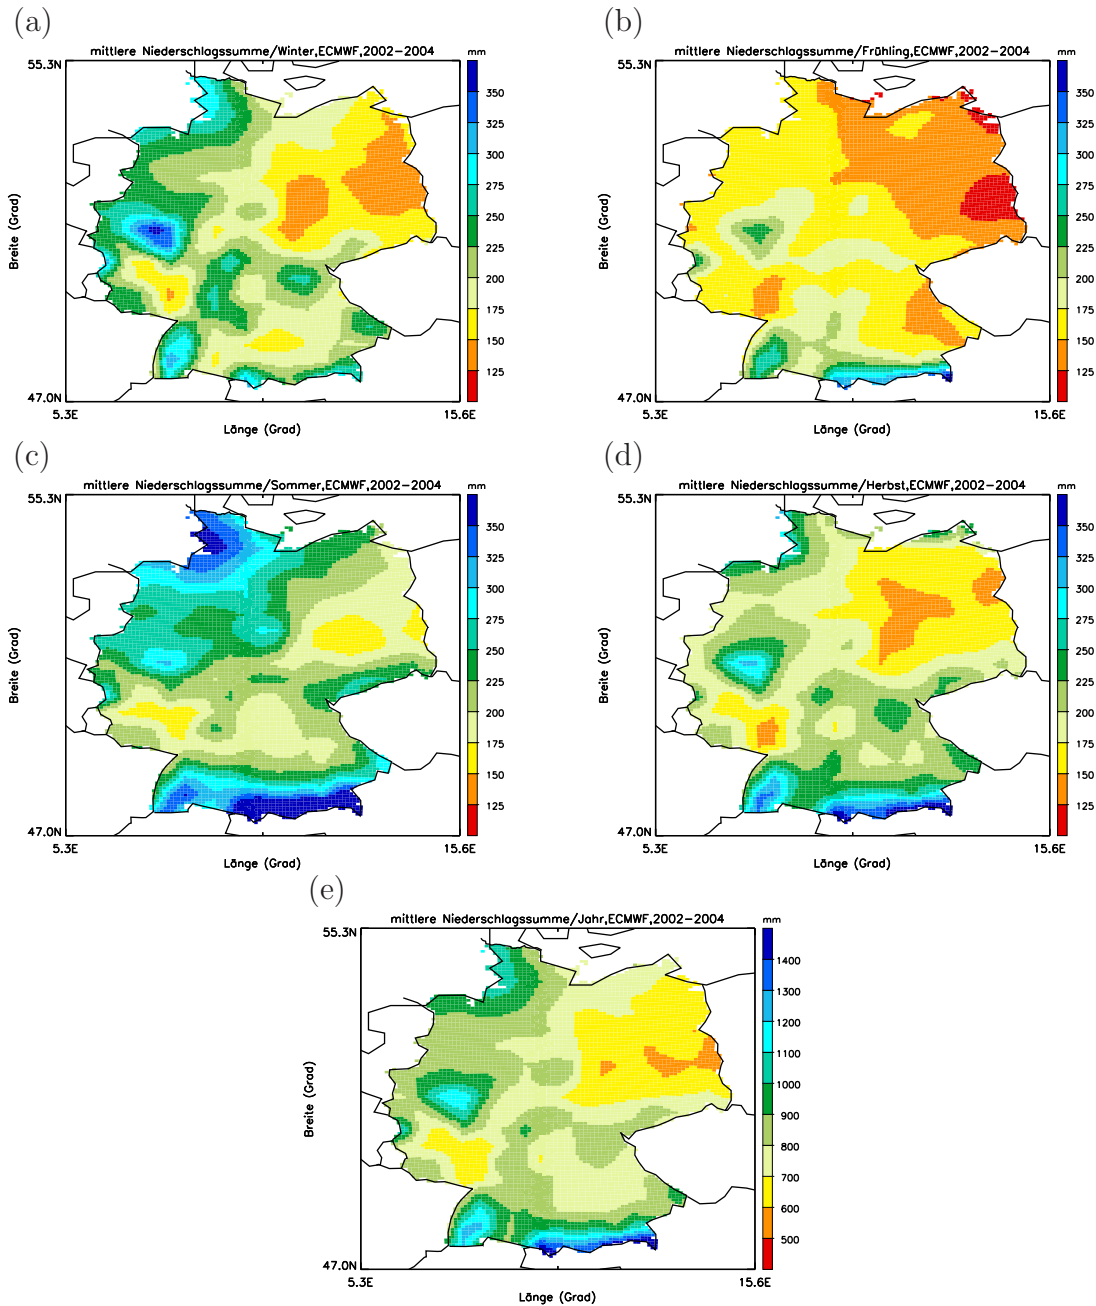 (a)
(b)
mittlere Niederschlagssumme/Winter,ECMWF,2002-2004 mm
55.3N
350
325
300
275
250
225
200
175
150
125
47.0N
5.3E 15.6E
Länge (Grad)
Breite (Grad)
mittlere Niederschlagssumme/Frühling,ECMWF,2002-2004 mm
55.3N
350
325
300
275
250
225
200
175
150
125
47.0N
5.3E 15.6E
Länge (Grad)
Breite (Grad)
(c)
(d)
mittlere Niederschlagssumme/Sommer,ECMWF,2002-2004 mm
55.3N
350
325
300
275
250
225
200
175
150
125
47.0N
5.3E 15.6E
Länge (Grad)
Breite (Grad)
mittlere Niederschlagssumme/Herbst,ECMWF,2002-2004 mm
55.3N
350
325
300
275
250
225
200
175
150
125
47.0N
5.3E 15.6E
Länge (Grad)
Breite (Grad)
(e)
mittlere Niederschlagssumme/Jahr,ECMWF,2002-2004 mm
55.3N
1400
1300
1200
1100
1000
900
800
700
600
500
47.0N
5.3E 15.6E
Länge (Grad)
Breite (Grad)